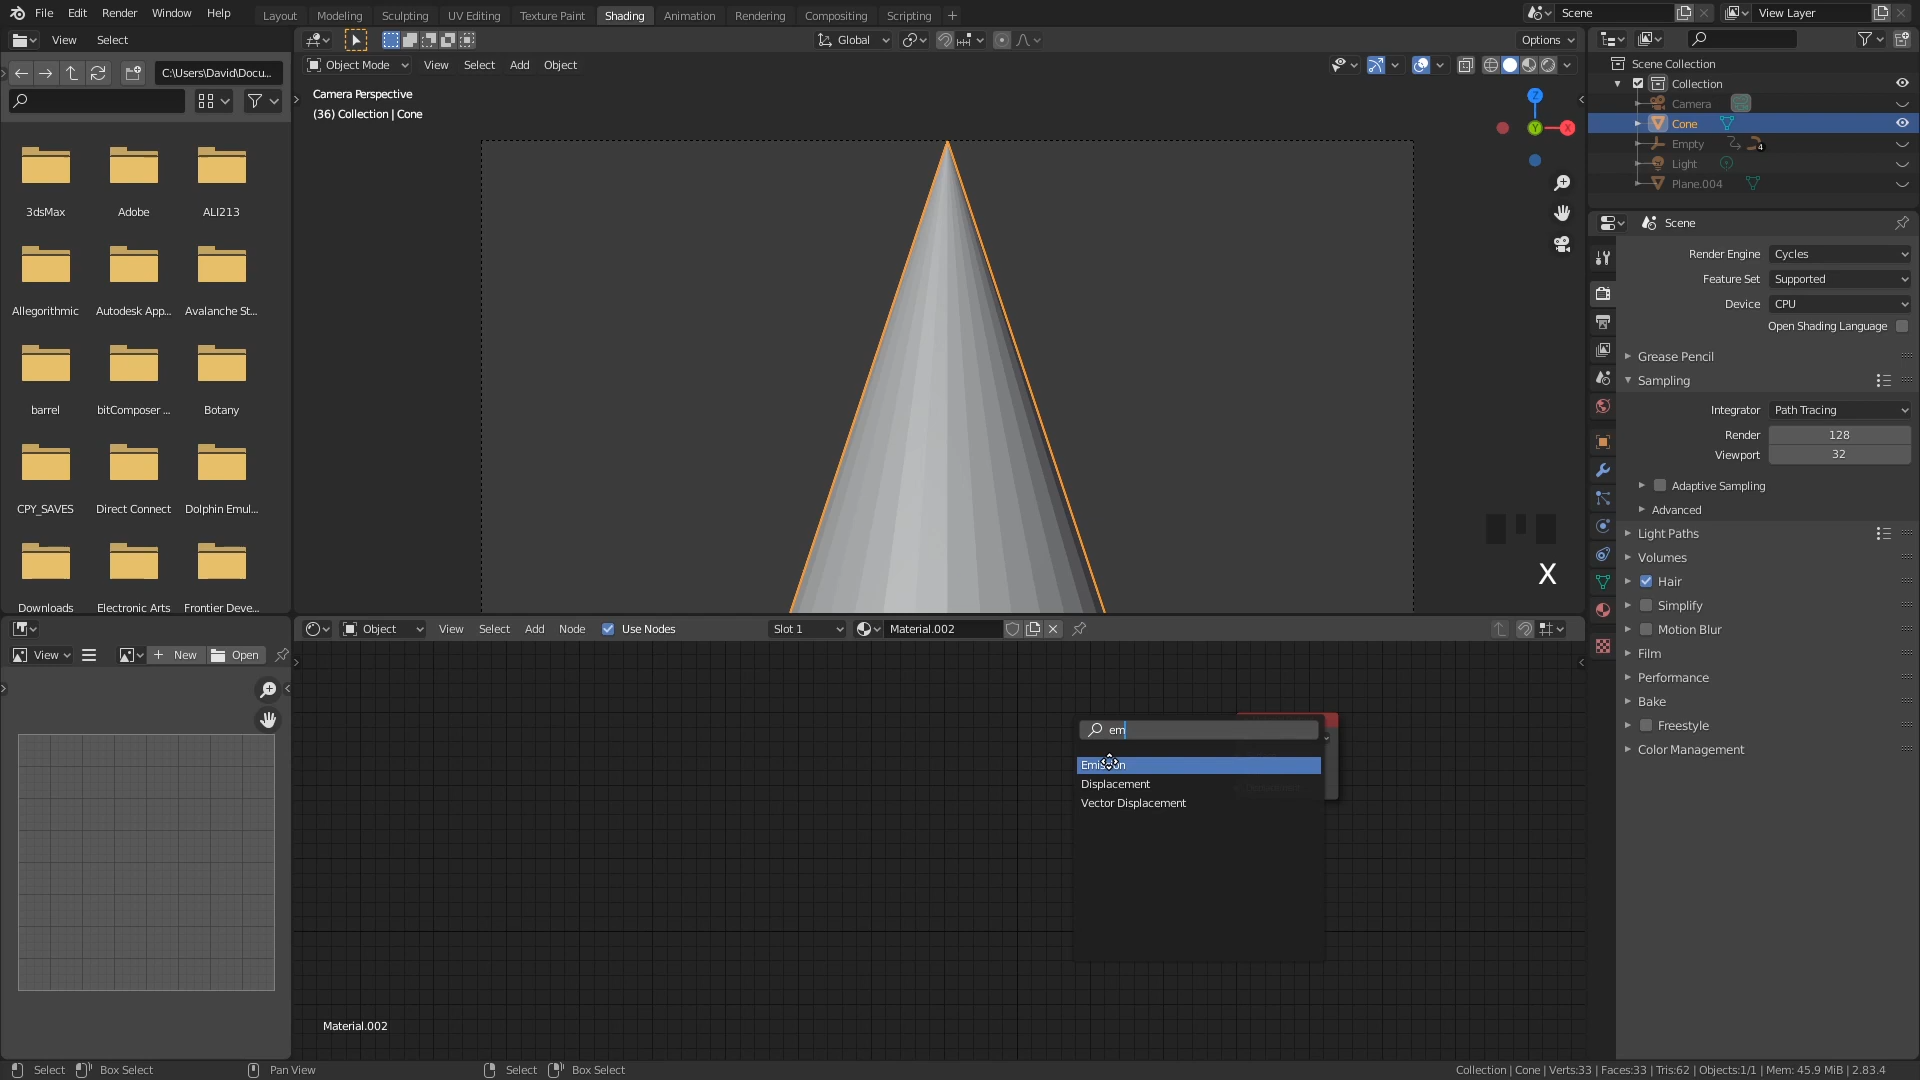 File Edit Render Window Help
Layout Modeling Sculpting UV Editing Texture Paint Shading Animation Rendering Compositing Scripting +
Scene
View Layer
View Select
Global
Options
C:\Users\David\Docu...
Object Mode View Select Add Object
Camera Perspective
(36) Collection | Cone
Z
Y
X
3dsMax Adobe ALI213
Allegorithmic Autodesk App... Avalanche St...
barrel bitComposer ... Botany
CPY_SAVES Direct Connect Dolphin Emul...
Downloads Electronic Arts Frontier Deve...
X
Scene Collection
Collection
Camera
Cone
Empty 4
Light
Plane.004
Scene
Render Engine Cycles
Feature Set Supported
Device CPU
Open Shading Language
Grease Pencil
Sampling
Integrator Path Tracing
Render 128
Viewport 32
Adaptive Sampling
Advanced
Light Paths
Volumes
Hair
Simplify
Motion Blur
Film
Performance
Bake
Freestyle
Color Management
View New Open
Object View Select Add Node Use Nodes Slot 1 Material.002
em
Emission
Displacement
Vector Displacement
Material.002
Select Box Select Pan View Select Box Select
Collection | Cone | Verts:33 | Faces:33 | Tris:62 | Objects:1/1 | Mem: 45.9 MiB | 2.83.4